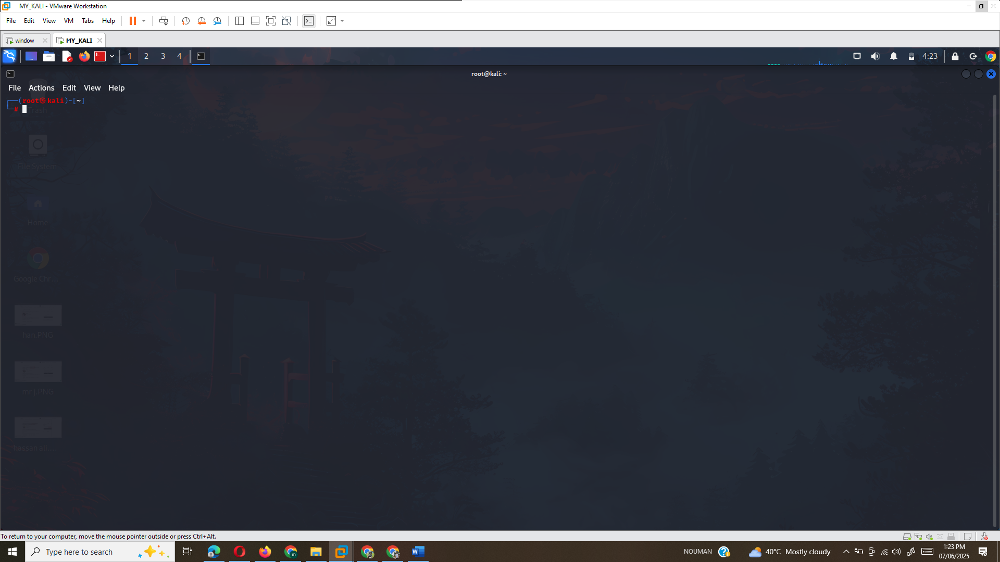 MY_KALI - VMware Workstation
File Edit View VM Tabs Help
window MY_KALI
1 2 3 4 4:23
root@kali: ~
File Actions Edit View Help
(root㉿kali)-[~]
#
Trash
File System
Home
Google Chr...
han.PNG
mr j.PNG
hassan ali....
To return to your computer, move the mouse pointer outside or press Ctrl+Alt.
Type here to search
NOUMAN
40°C Mostly cloudy
1:23 PM
07/06/2025